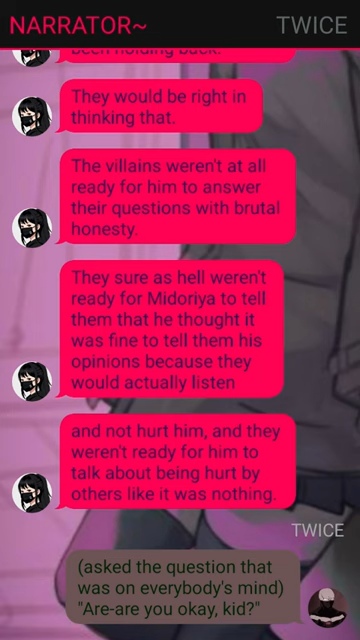 NARRATOR~ TWICE
been holding back.
They would be right in
thinking that.
The villains weren't at all
ready for him to answer
their questions with brutal
honesty.
They sure as hell weren't
ready for Midoriya to tell
them that he thought it
was fine to tell them his
opinions because they
would actually listen
and not hurt him, and they
weren't ready for him to
talk about being hurt by
others like it was nothing.
TWICE
(asked the question that
was on everybody's mind)
"Are-are you okay, kid?"